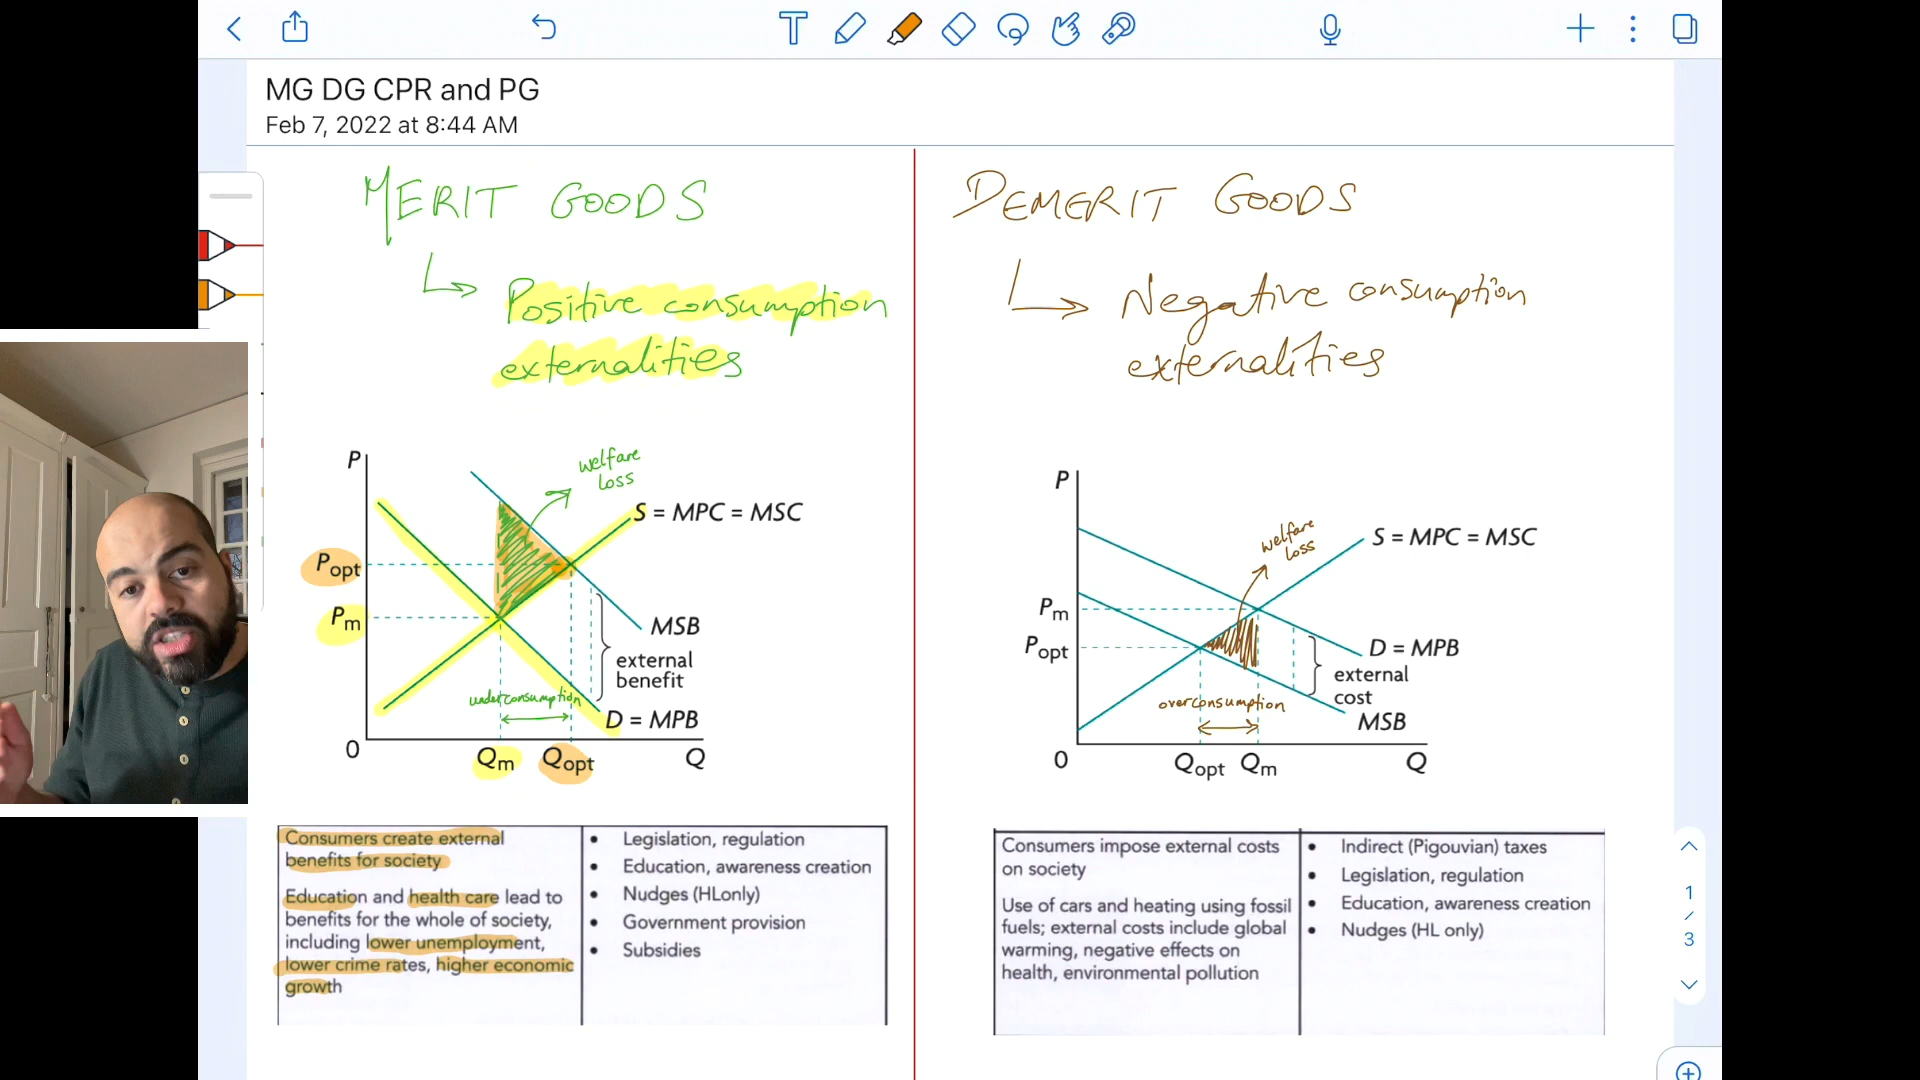 MG DG CPR and PG
Feb 7, 2022 at 8:44 AM
MERIT GOODS
Positive consumption
externalities
P
welfare
loss
S = MPC = MSC
Popt
Pm
MSB
external
benefit
underconsumption
D = MPB
0
Qm
Qopt
Q
Consumers create external
benefits for society
Education and health care lead to
benefits for the whole of society,
including lower unemployment,
lower crime rates, higher economic
growth
• Legislation, regulation
• Education, awareness creation
• Nudges (HLonly)
• Government provision
• Subsidies
DEMERIT GOODS
Negative consumption
externalities
P
welfare
loss
S = MPC = MSC
Pm
Popt
D = MPB
external
cost
overconsumption
MSB
0
Qopt
Qm
Q
Consumers impose external costs
on society
Use of cars and heating using fossil
fuels; external costs include global
warming, negative effects on
health, environmental pollution
• Indirect (Pigouvian) taxes
• Legislation, regulation
• Education, awareness creation
• Nudges (HL only)
1
/
3